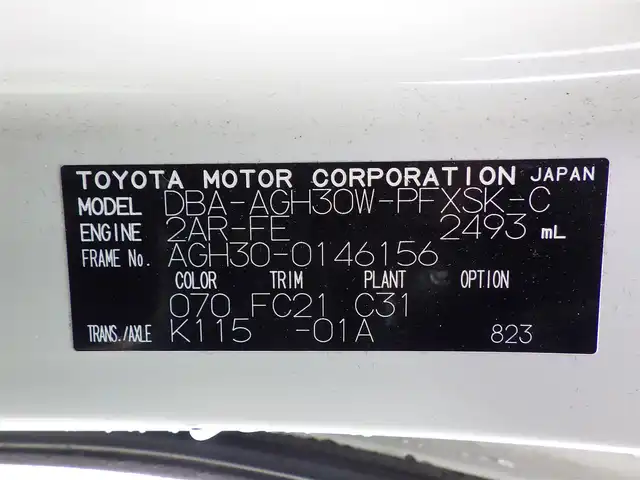 TOYOTA MOTOR CORPORATION JAPAN
MODEL DBA-AGH30W-PFXSK-C
ENGINE 2AR-FE 2493 mL
FRAME No. AGH30-0146156
COLOR TRIM PLANT OPTION
070 FC21 C31
TRANS./AXLE K115 -01A 823